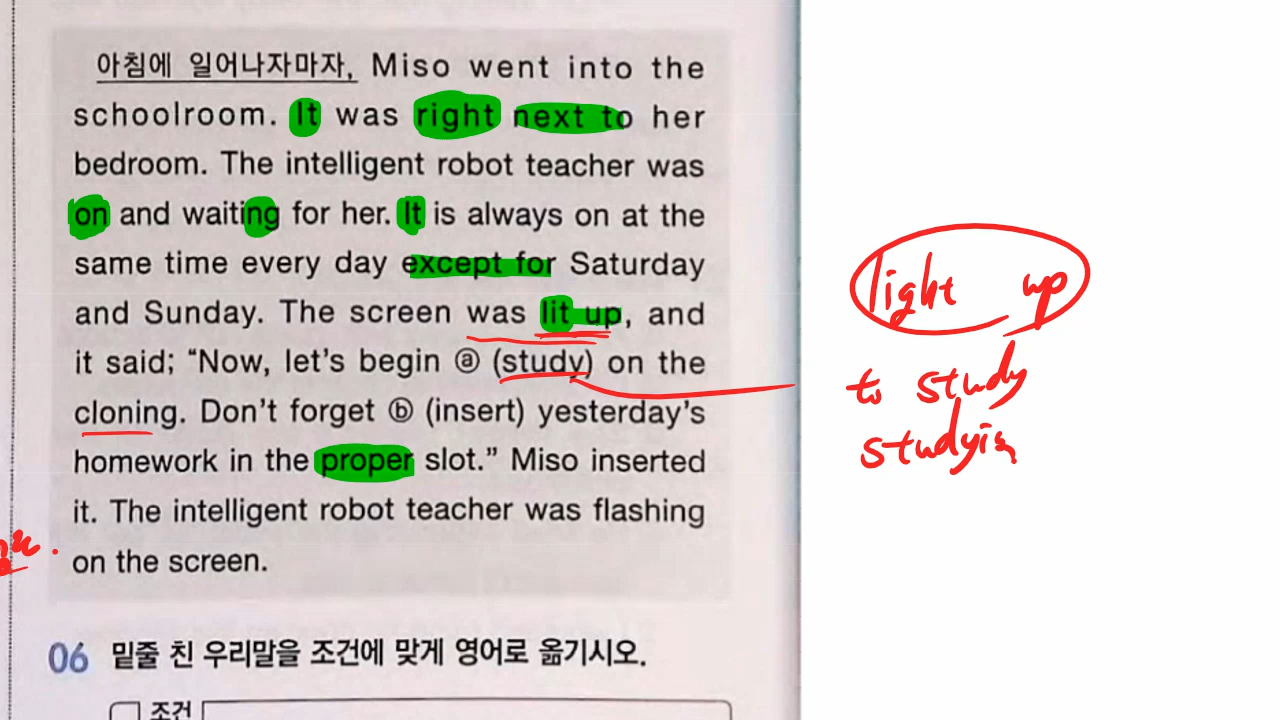 아침에 일어나자마자, Miso went into the
schoolroom. It was right next to her
bedroom. The intelligent robot teacher was
on and waiting for her. It is always on at the
same time every day except for Saturday
and Sunday. The screen was lit up, and
it said; “Now, let’s begin ⓐ (study) on the
cloning. Don’t forget ⓑ (insert) yesterday’s
homework in the proper slot.” Miso inserted
it. The intelligent robot teacher was flashing
on the screen.
06 밑줄 친 우리말을 조건에 맞게 영어로 옮기시오.
조건
light up
to study